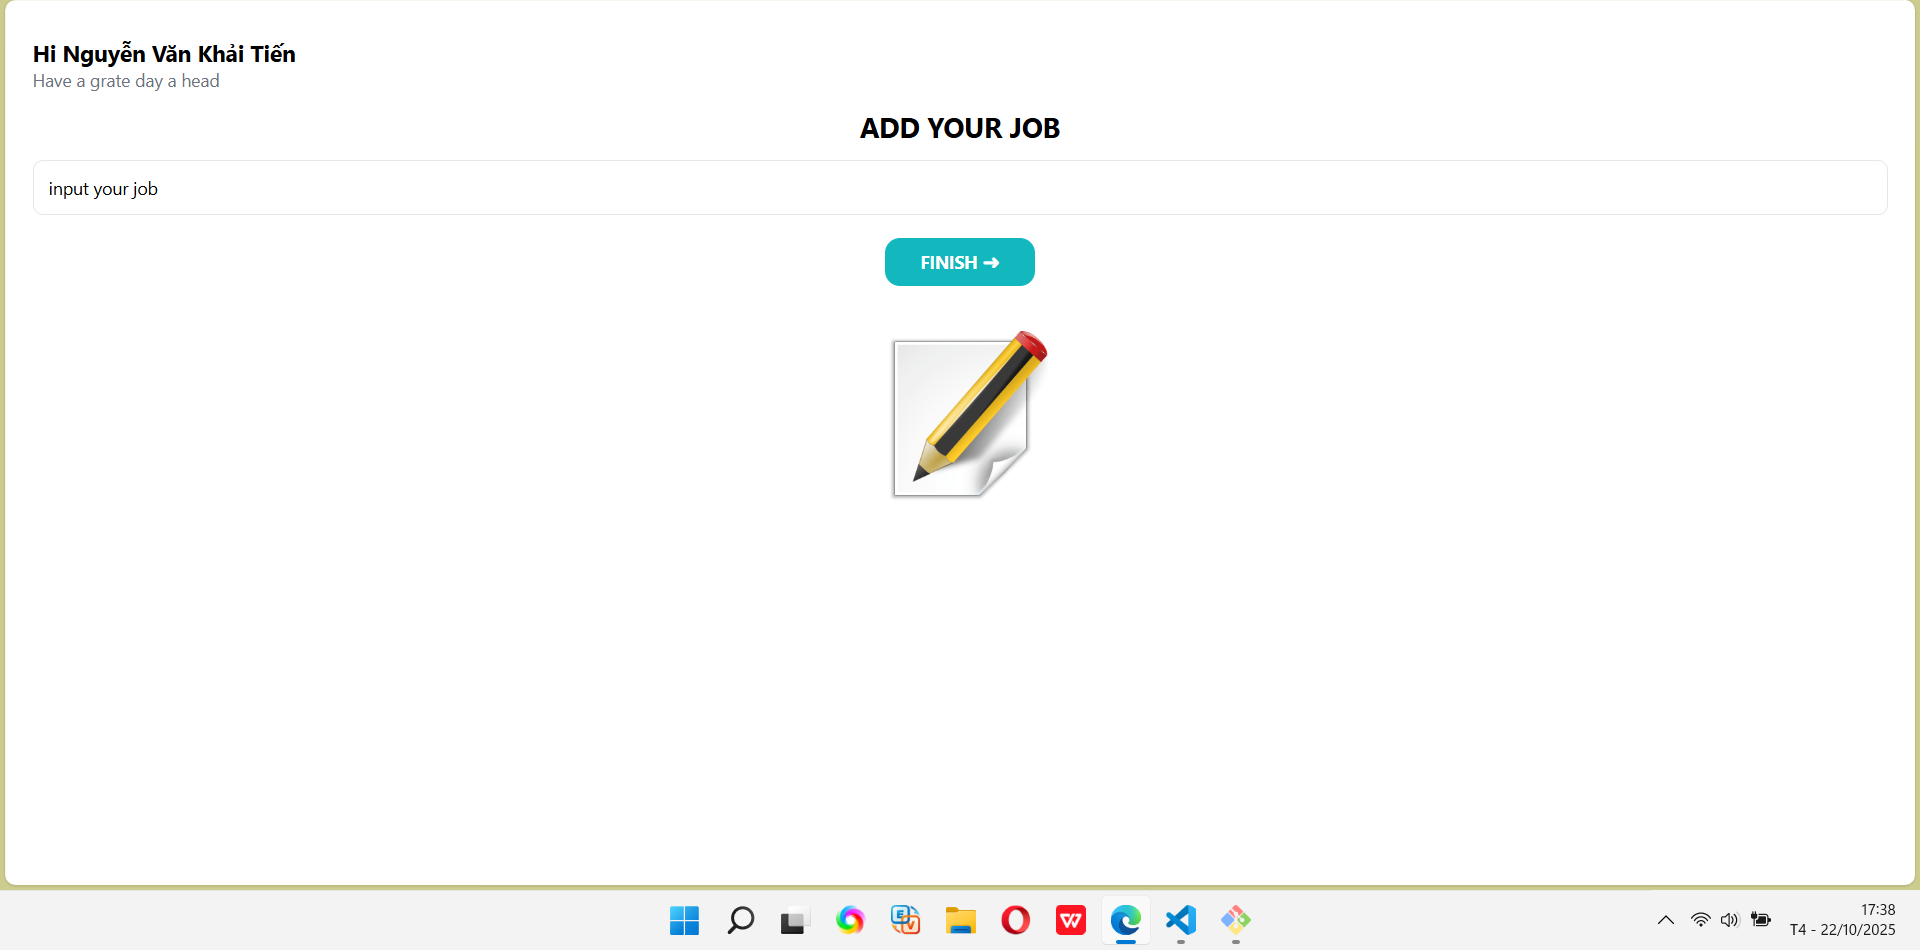 Hi Nguyễn Văn Khải Tiến
Have a grate day a head
ADD YOUR JOB
input your job
FINISH ➜
17:38
T4 - 22/10/2025